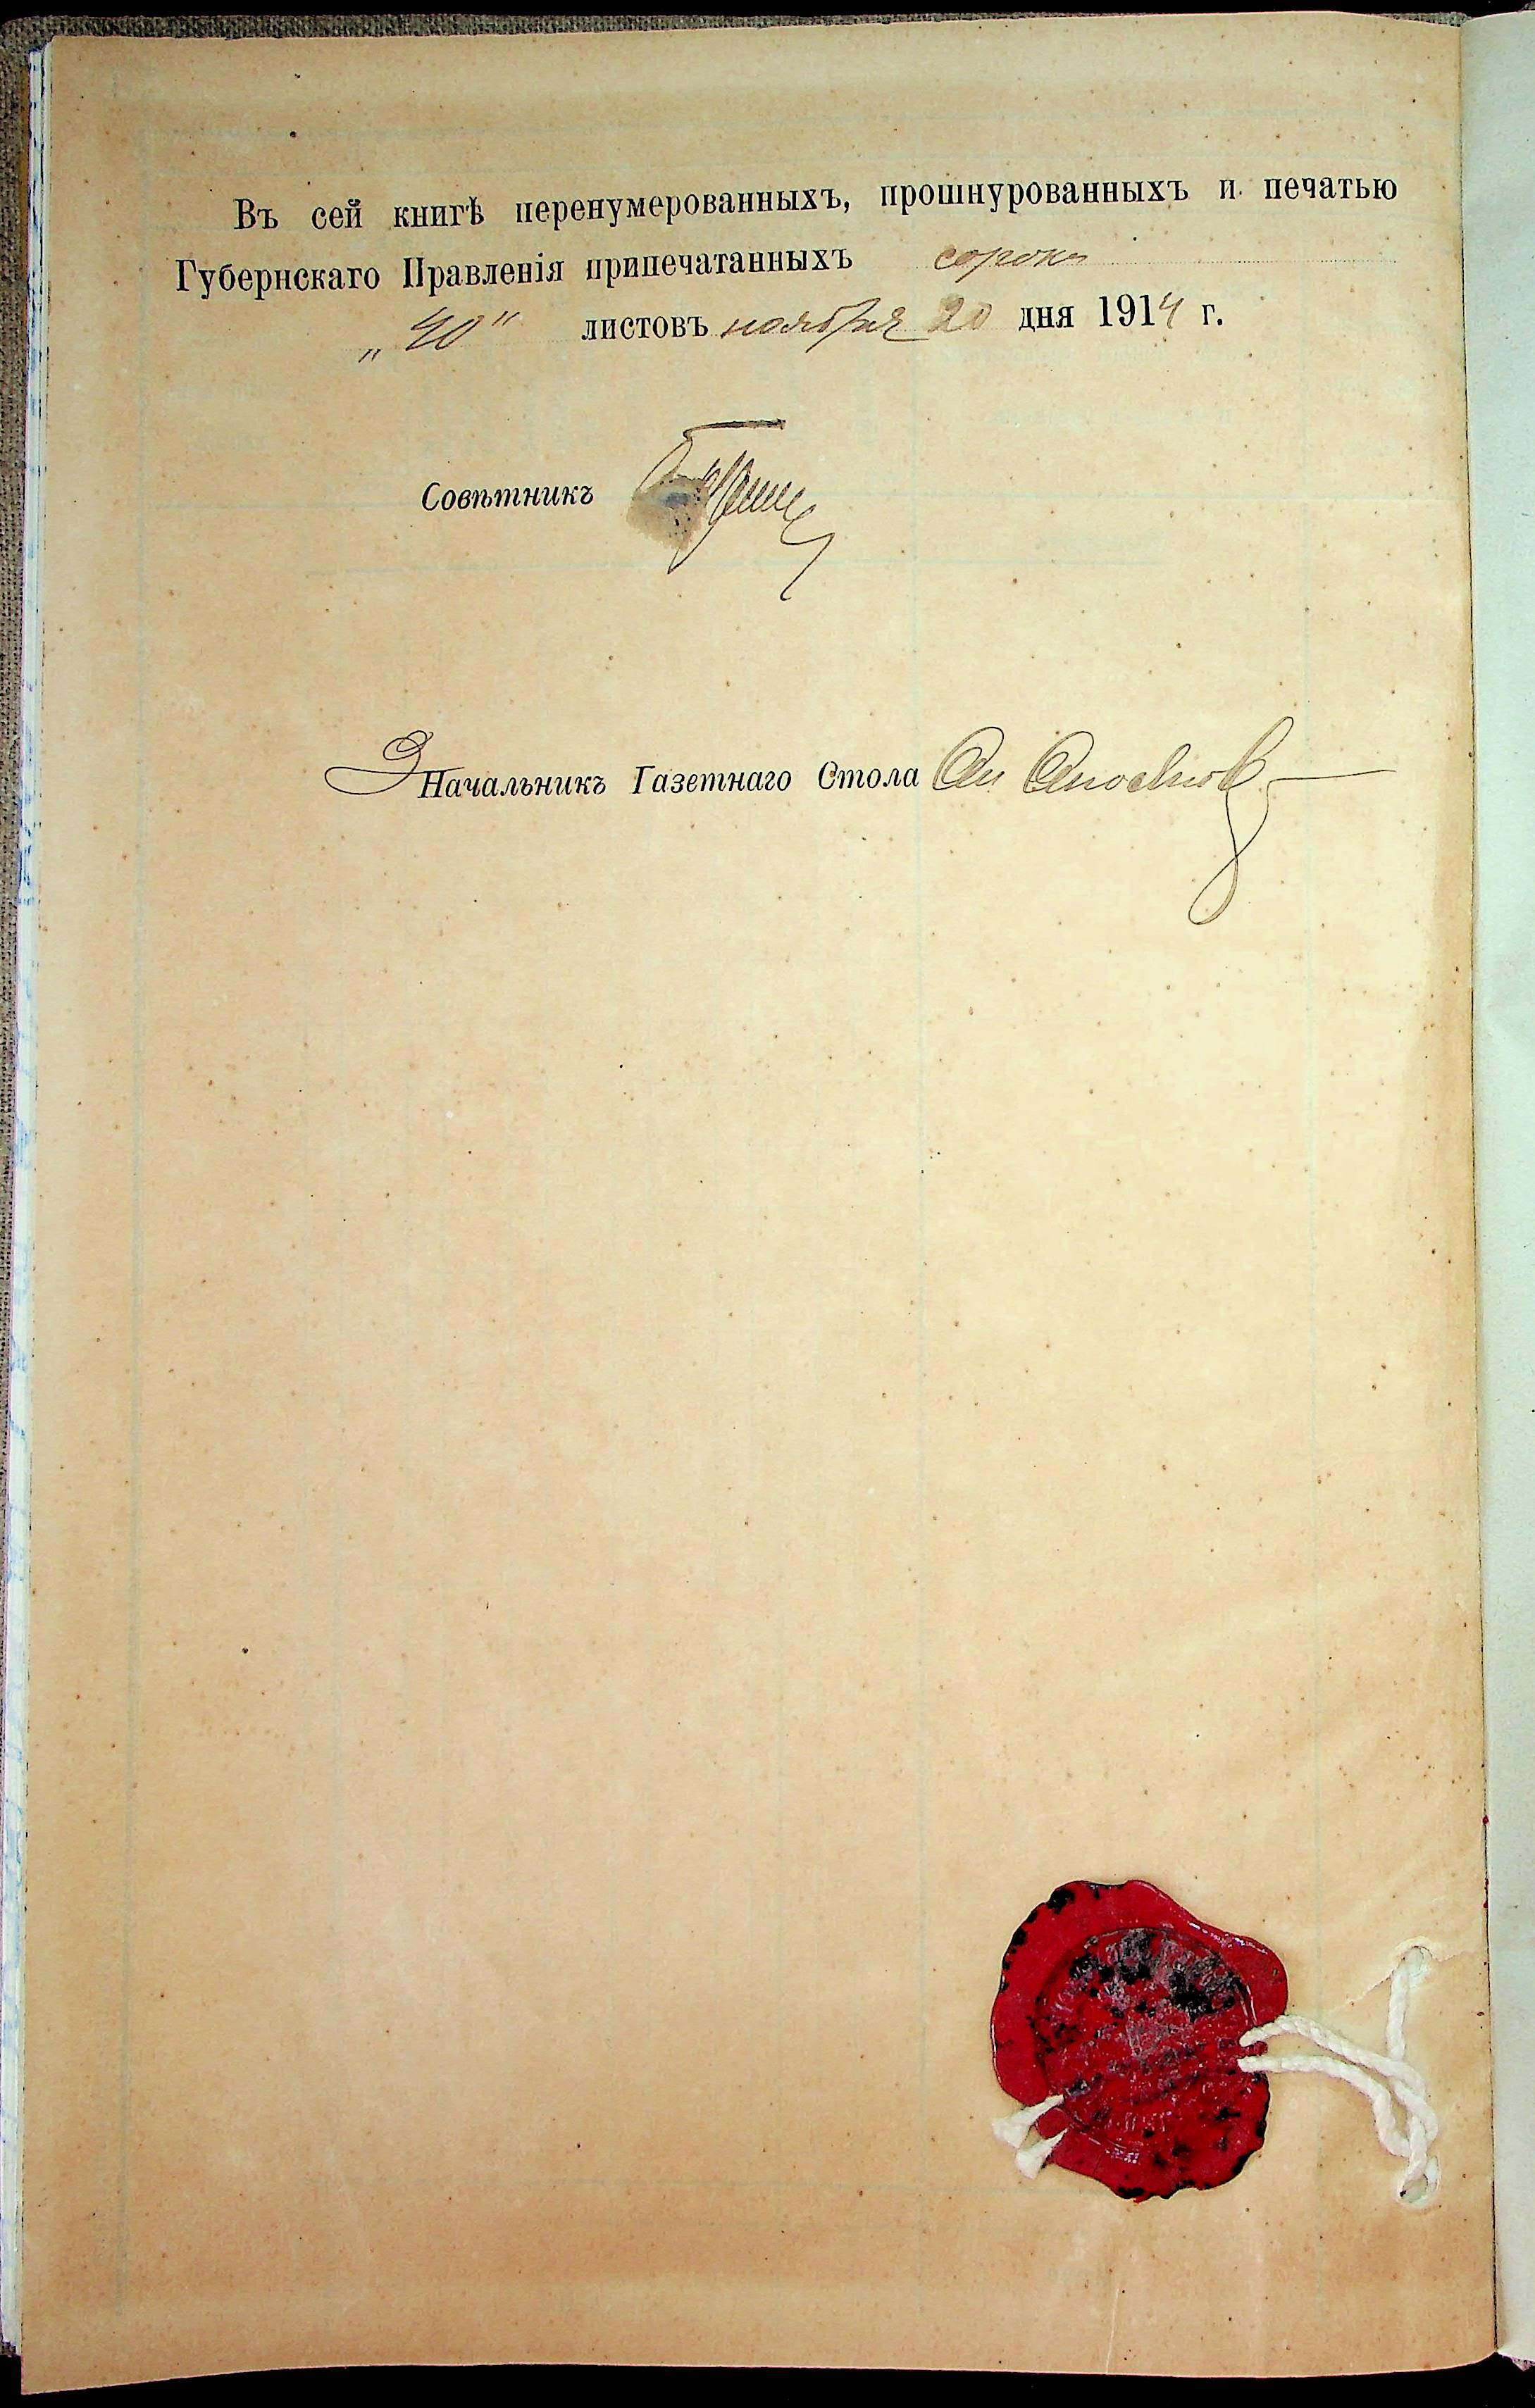 Въ сей книгѣ перенумерованныхъ, прошнурованныхъ и печатью
Губернскаго Правленія припечатанныхъ сорокъ
„40“ листовъ ноября 20 дня 1914 г.
Совѣтникъ
Начальникъ Газетнаго Стола